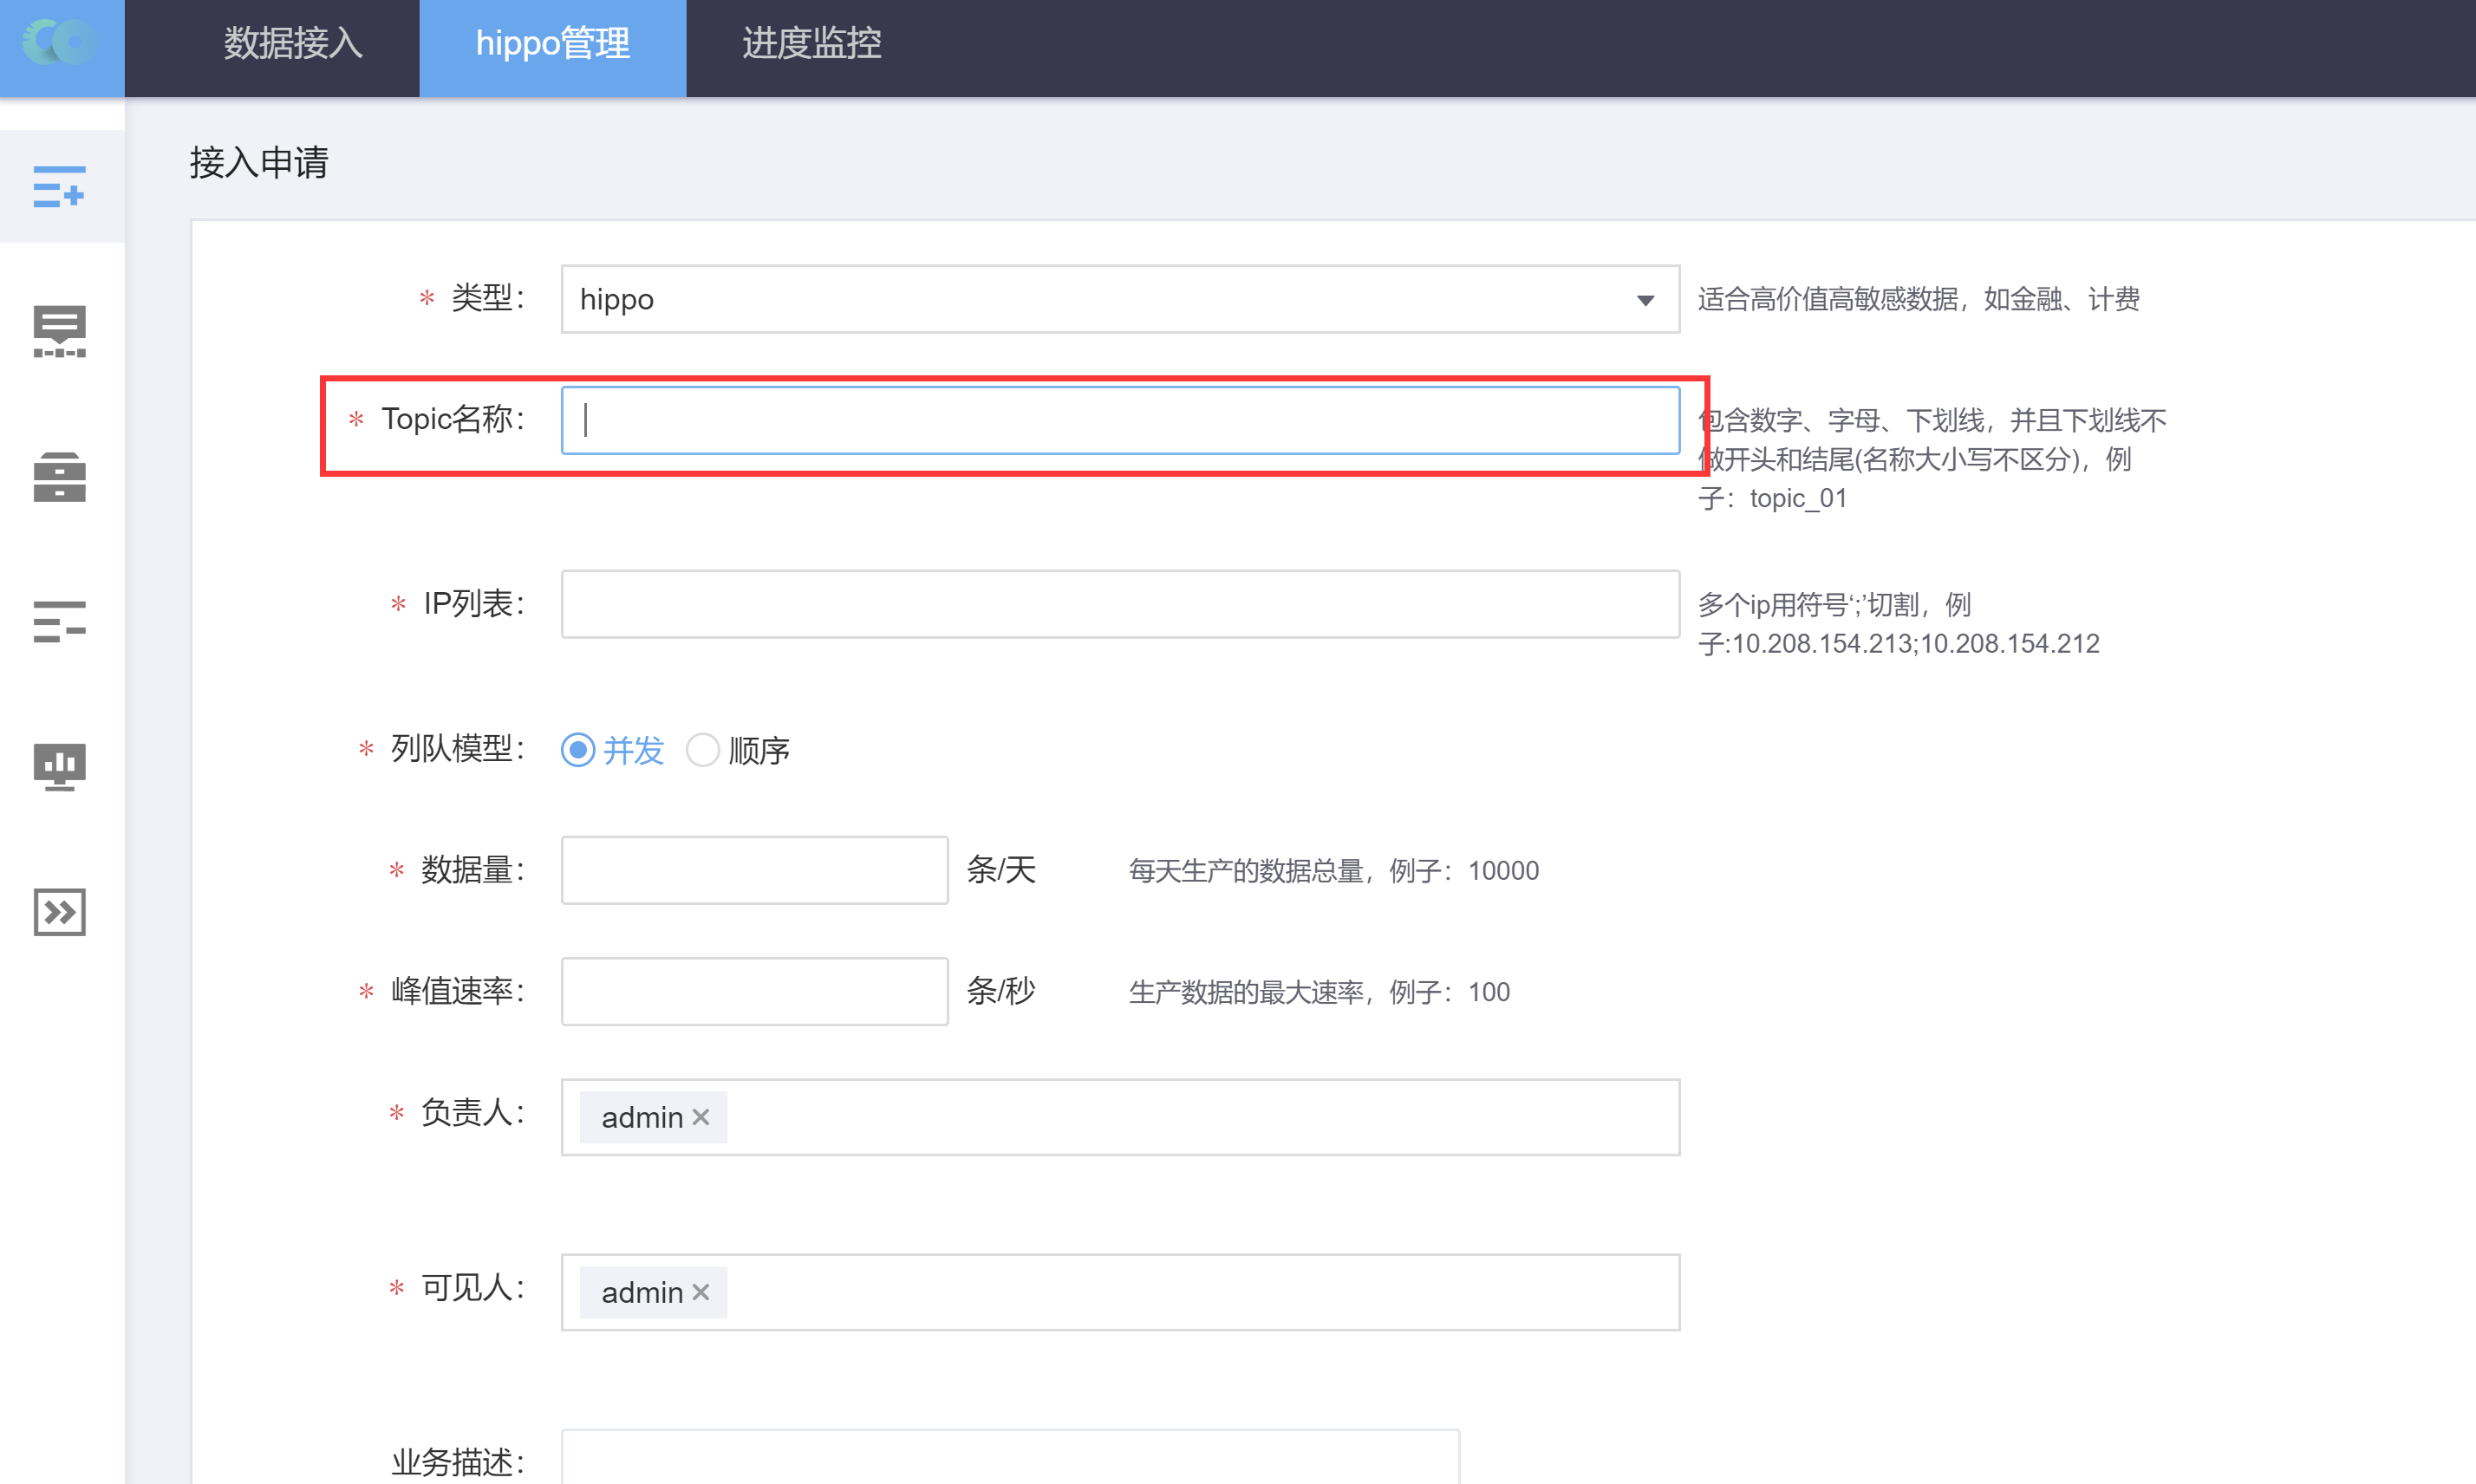 数据接入
hippo管理
进度监控
接入申请
* 类型：
hippo
适合高价值高敏感数据，如金融、计费
* Topic名称：
包含数字、字母、下划线，并且下划线不
做开头和结尾(名称大小写不区分)，例
子：topic_01
* IP列表：
多个ip用符号‘;’切割，例
子:10.208.154.213;10.208.154.212
* 列队模型：
并发
顺序
* 数据量：
条/天
每天生产的数据总量，例子：10000
* 峰值速率：
条/秒
生产数据的最大速率，例子：100
* 负责人：
admin ×
* 可见人：
admin ×
业务描述：